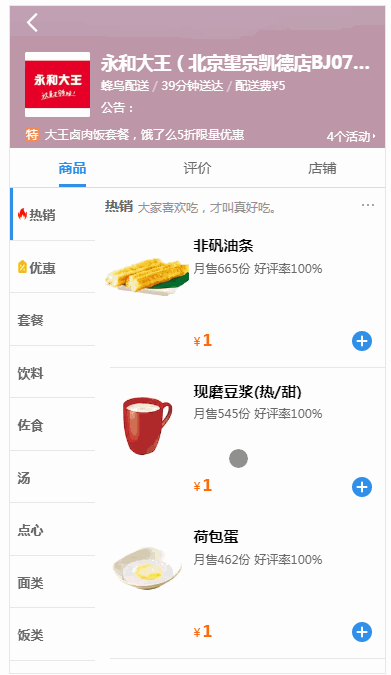 永和大王
永和大王（北京望京凯德店BJ07...
蜂鸟配送 / 39分钟送达 / 配送费¥5
公告：
特 大王卤肉饭套餐，饿了么5折限量优惠
4个活动
商品
评价
店铺
热销
优惠
套餐
饮料
佐食
汤
点心
面类
饭类
热销 大家喜欢吃，才叫真好吃。
...
非矾油条
月售665份 好评率100%
¥1
现磨豆浆(热/甜)
月售545份 好评率100%
¥1
荷包蛋
月售462份 好评率100%
¥1